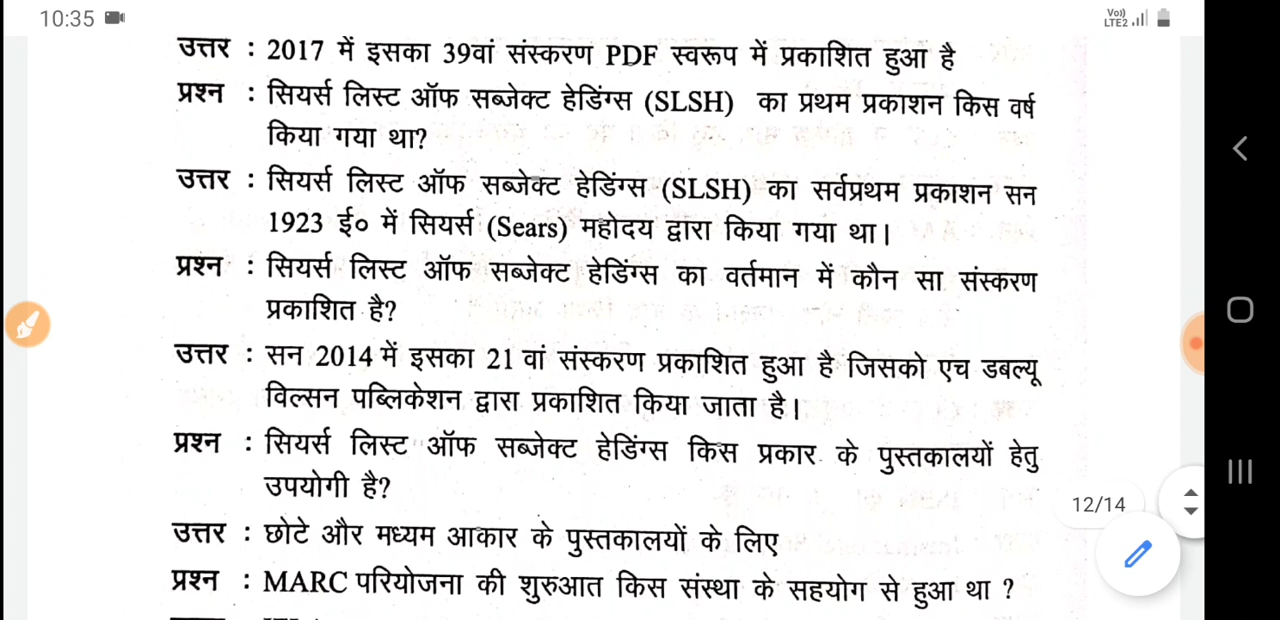 10:35
Vo)) LTE2
उत्तर : 2017 में इसका 39वां संस्करण PDF स्वरूप में प्रकाशित हुआ है
प्रश्न : सियर्स लिस्ट ऑफ सब्जेक्ट हेडिंग्स (SLSH) का प्रथम प्रकाशन किस वर्ष
किया गया था?
उत्तर : सियर्स लिस्ट ऑफ सब्जेक्ट हेडिंग्स (SLSH) का सर्वप्रथम प्रकाशन सन
1923 ई० में सियर्स (Sears) महोदय द्वारा किया गया था।
प्रश्न : सियर्स लिस्ट ऑफ सब्जेक्ट हेडिंग्स का वर्तमान में कौन सा संस्करण
प्रकाशित है?
उत्तर : सन 2014 में इसका 21 वां संस्करण प्रकाशित हुआ है जिसको एच डबल्यू
विल्सन पब्लिकेशन द्वारा प्रकाशित किया जाता है।
प्रश्न : सियर्स लिस्ट ऑफ सब्जेक्ट हेडिंग्स किस प्रकार के पुस्तकालयों हेतु
उपयोगी है?
12/14
उत्तर : छोटे और मध्यम आकार के पुस्तकालयों के लिए
प्रश्न : MARC परियोजना की शुरुआत किस संस्था के सहयोग से हुआ था ?